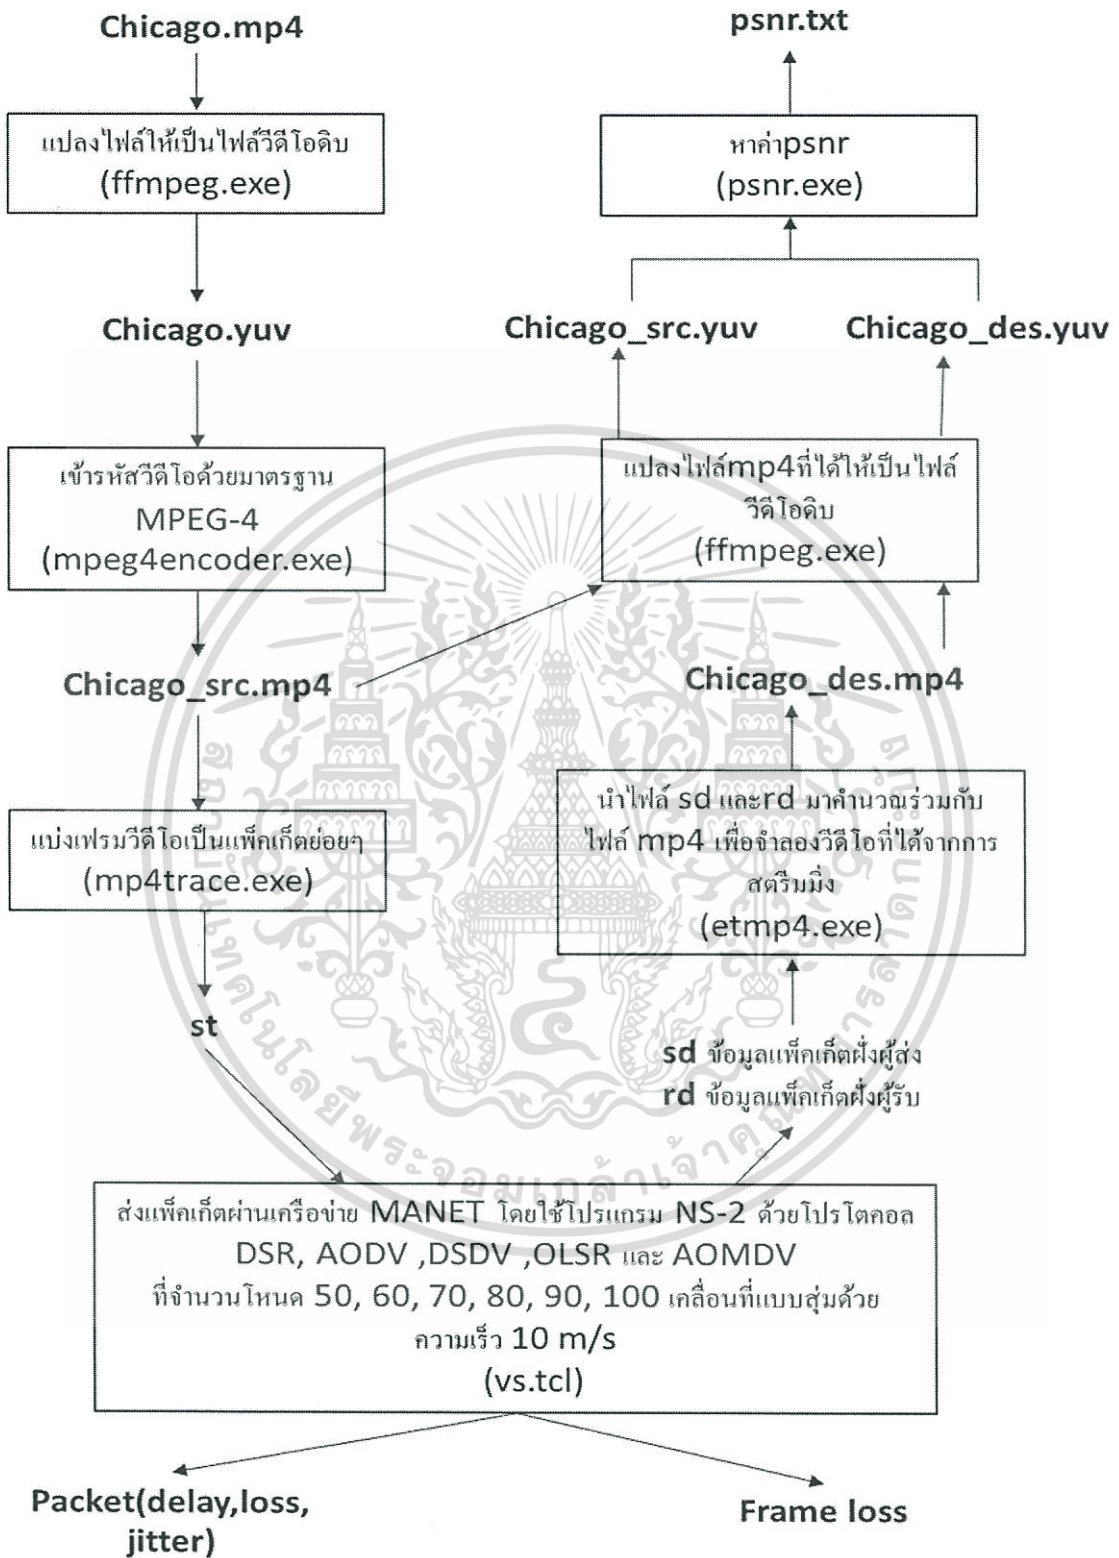 Chicago.mp4
แปลงไฟล์ให้เป็นไฟล์วีดีโอดิบ
(ffmpeg.exe)
Chicago.yuv
เข้ารหัสวีดีโอด้วยมาตรฐาน
MPEG-4
(mpeg4encoder.exe)
Chicago_src.mp4
แบ่งเฟรมวีดีโอเป็นแพ็คเก็ตย่อยๆ
(mp4trace.exe)
st
ส่งแพ็คเก็ตผ่านเครือข่าย MANET โดยใช้โปรแกรม NS-2 ด้วยโปรโตคอล
DSR, AODV ,DSDV ,OLSR และ AOMDV
ที่จำนวนโหนด 50, 60, 70, 80, 90, 100 เคลื่อนที่แบบสุ่มด้วย
ความเร็ว 10 m/s
(vs.tcl)
Packet(delay,loss,
jitter)
Frame loss
sd ข้อมูลแพ็คเก็ตฝั่งผู้ส่ง
rd ข้อมูลแพ็คเก็ตฝั่งผู้รับ
นำไฟล์ sd และrd มาคำนวณร่วมกับ
ไฟล์ mp4 เพื่อจำลองวีดีโอที่ได้จากการ
สตรีมมิ่ง
(etmp4.exe)
Chicago_des.mp4
แปลงไฟล์mp4ที่ได้ให้เป็นไฟล์
วีดีโอดิบ
(ffmpeg.exe)
Chicago_src.yuv
Chicago_des.yuv
หาค่าpsnr
(psnr.exe)
psnr.txt